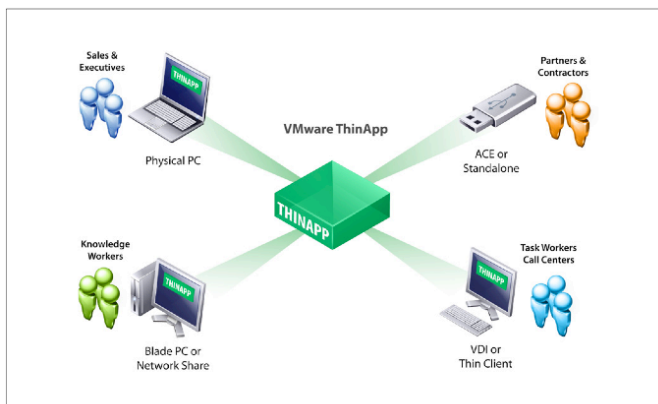 Sales &
Executives
THINAPP
Physical PC
VMware ThinApp
Partners &
Contractors
ACE or
Standalone
THINAPP
Knowledge
Workers
THINAPP
Blade PC or
Network Share
Task Workers
Call Centers
THINAPP
VDI or
Thin Client